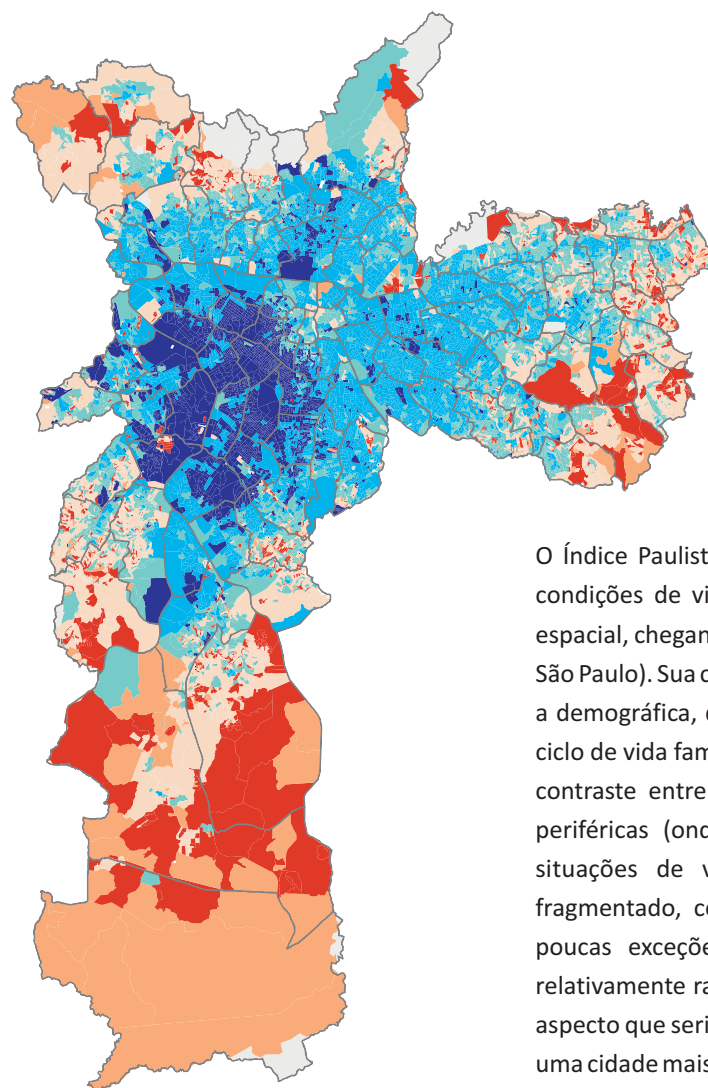 O Índice Paulist
condições de vi
espacial, chegan
São Paulo). Sua c
a demográfica, c
ciclo de vida fam
contraste entre
periféricas (onc
situações de v
fragmentado, co
poucas exceçõe
relativamente ra
aspecto que seri
uma cidade mais